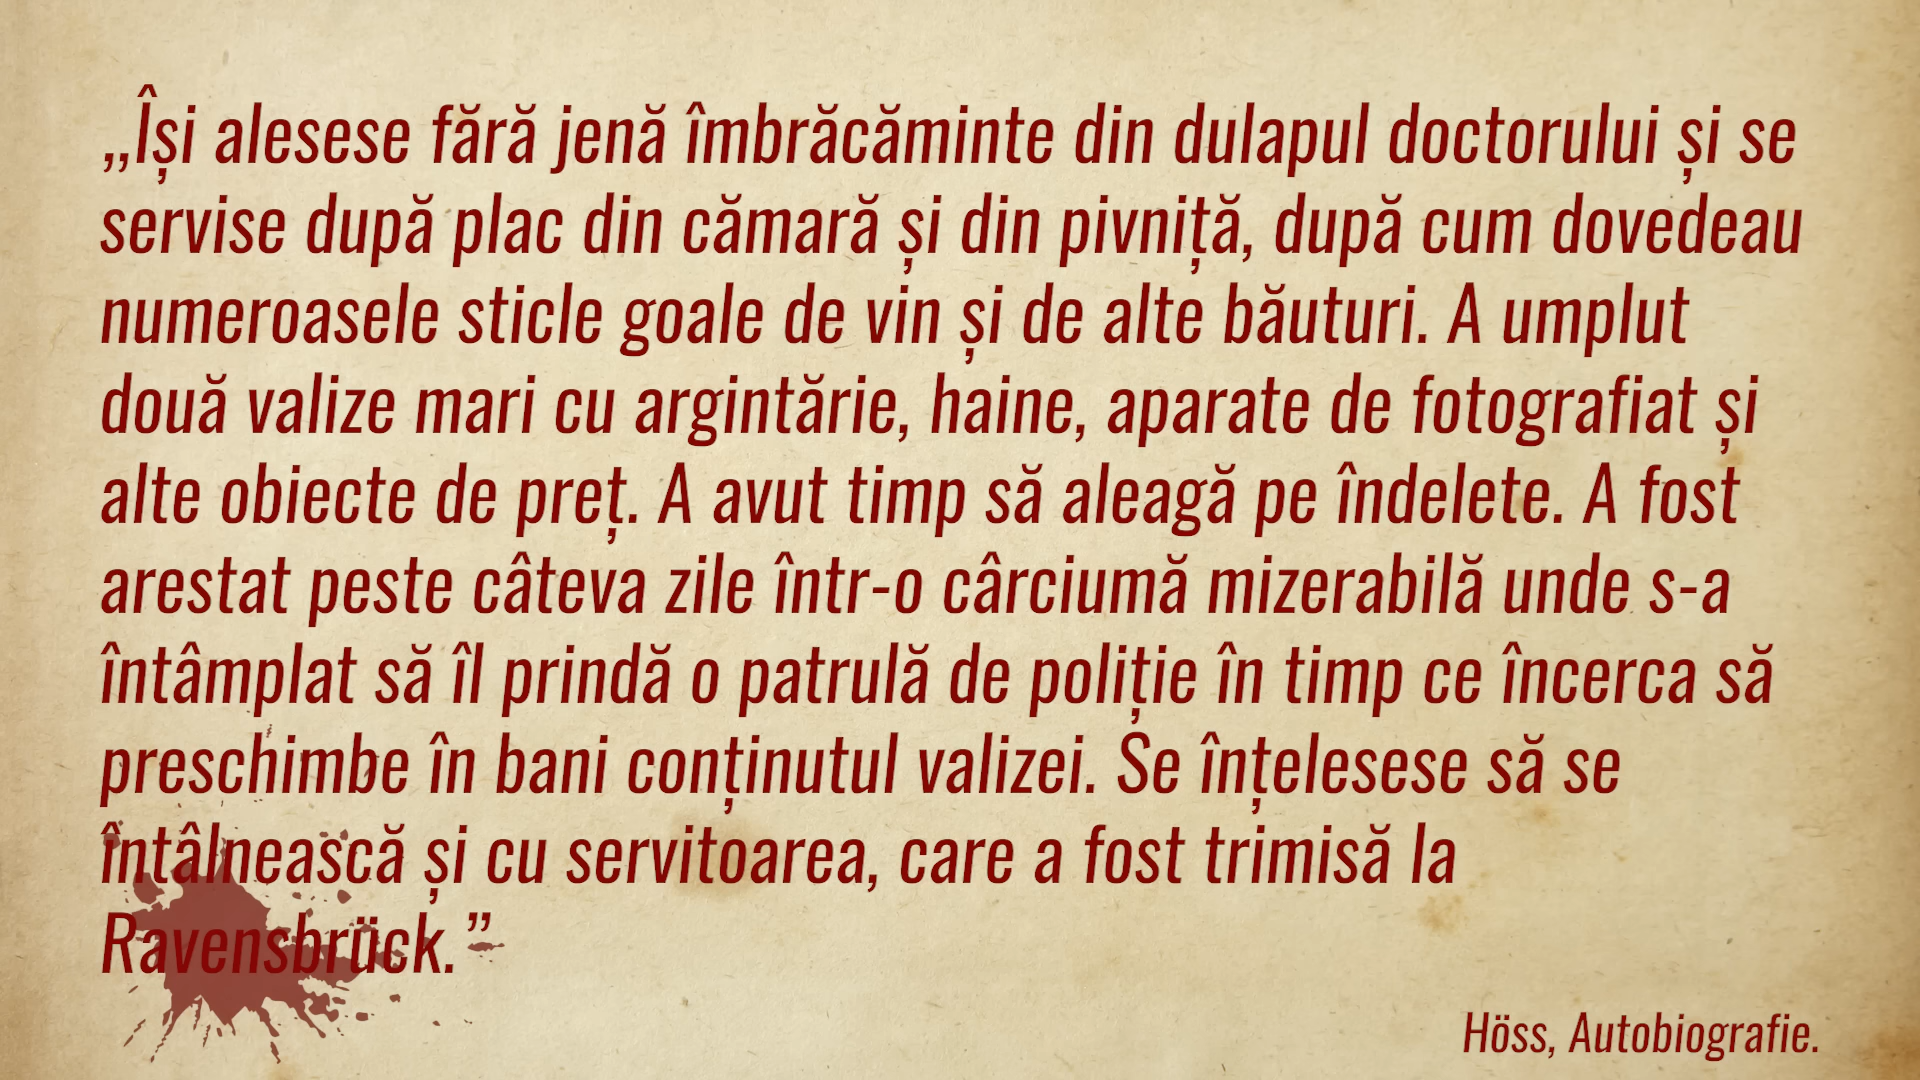 „Își alesese fără jenă îmbrăcăminte din dulapul doctorului și se
servise după plac din cămară și din pivniță, după cum dovedeau
numeroasele sticle goale de vin și de alte băuturi. A umplut
două valize mari cu argintărie, haine, aparate de fotografiat și
alte obiecte de preț. A avut timp să aleagă pe îndelete. A fost
arestat peste câteva zile într-o cârciumă mizerabilă unde s-a
întâmplat să îl prindă o patrulă de poliție în timp ce încerca să
preschimbe în bani conținutul valizei. Se înțelesese să se
întâlnească și cu servitoarea, care a fost trimisă la
Ravensbrück.”
Höss, Autobiografie.